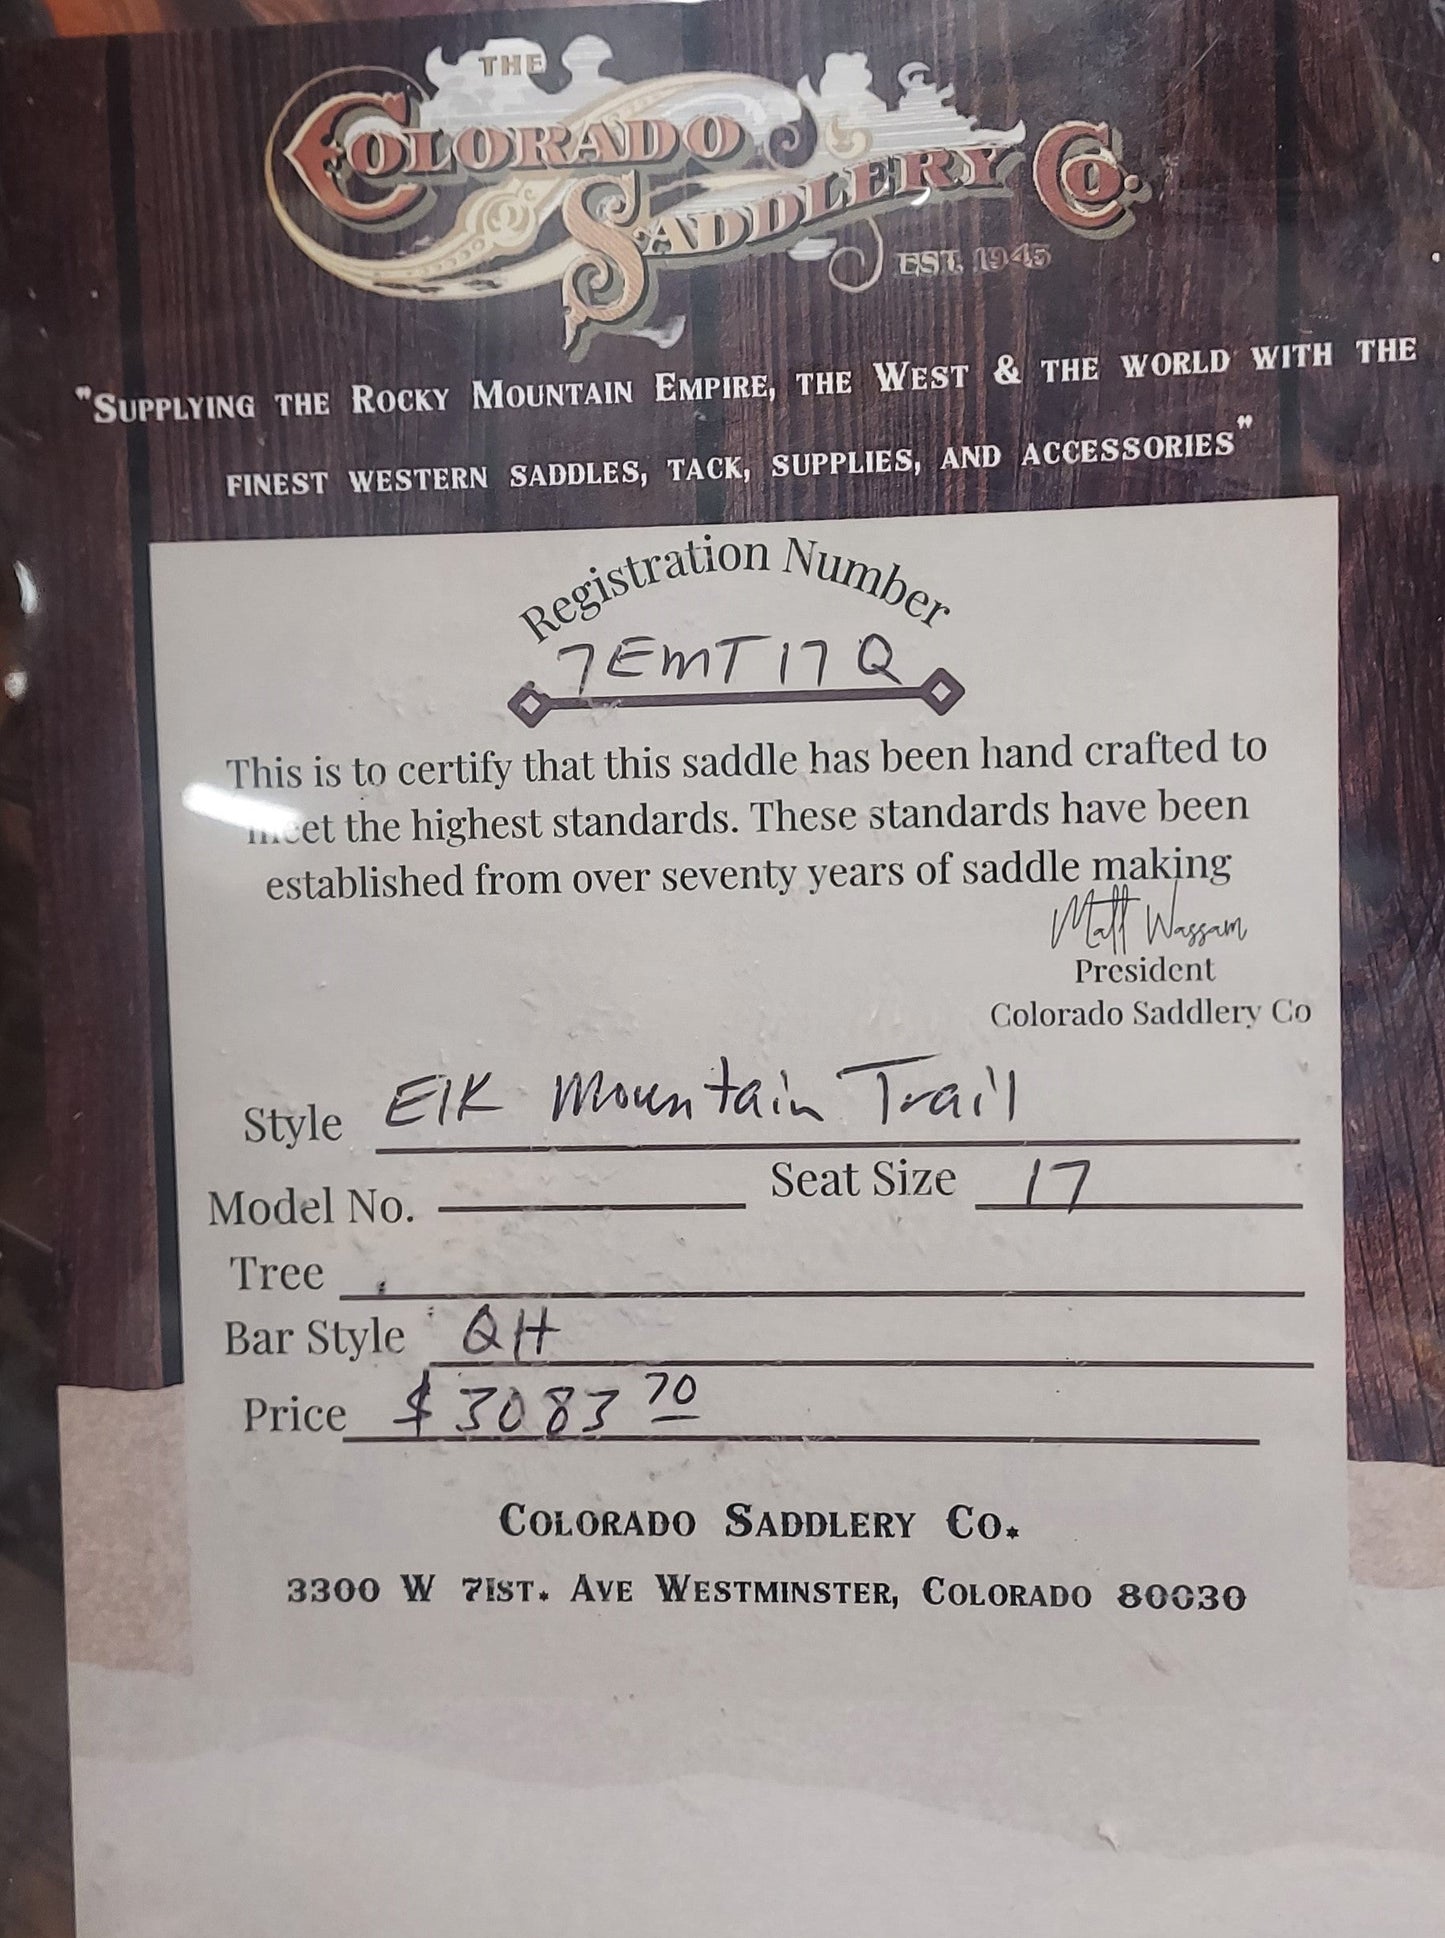 THE
COLORADO
SADDLERY CO.
EST. 1945
"SUPPLYING THE ROCKY MOUNTAIN EMPIRE, THE WEST & THE WORLD WITH THE
FINEST WESTERN SADDLES, TACK, SUPPLIES, AND ACCESSORIES"
Registration Number
7EMT17Q
This is to certify that this saddle has been hand crafted to
meet the highest standards. These standards have been
established from over seventy years of saddle making
Matt Wassam
President
Colorado Saddlery Co
Style Elk Mountain Trail
Model No. Seat Size 17
Tree
Bar Style QH
Price $3083 70
COLORADO SADDLERY CO.
3300 W 71ST. AVE WESTMINSTER, COLORADO 80030